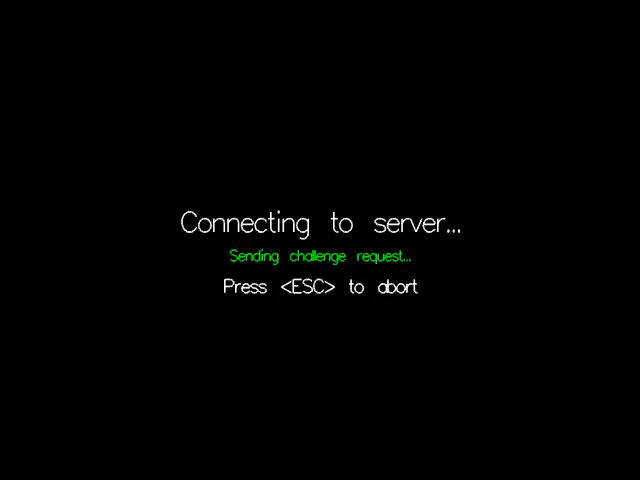 Connecting to server...
Sending challenge request...
Press <ESC> to abort